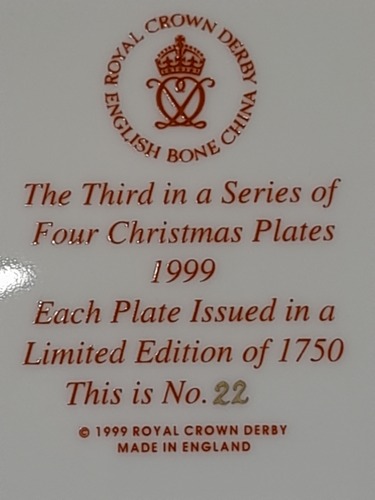 ROYAL CROWN DERBY
ENGLISH BONE CHINA
The Third in a Series of
Four Christmas Plates
1999
Each Plate Issued in a
Limited Edition of 1750
This is No. 22
© 1999 ROYAL CROWN DERBY
MADE IN ENGLAND